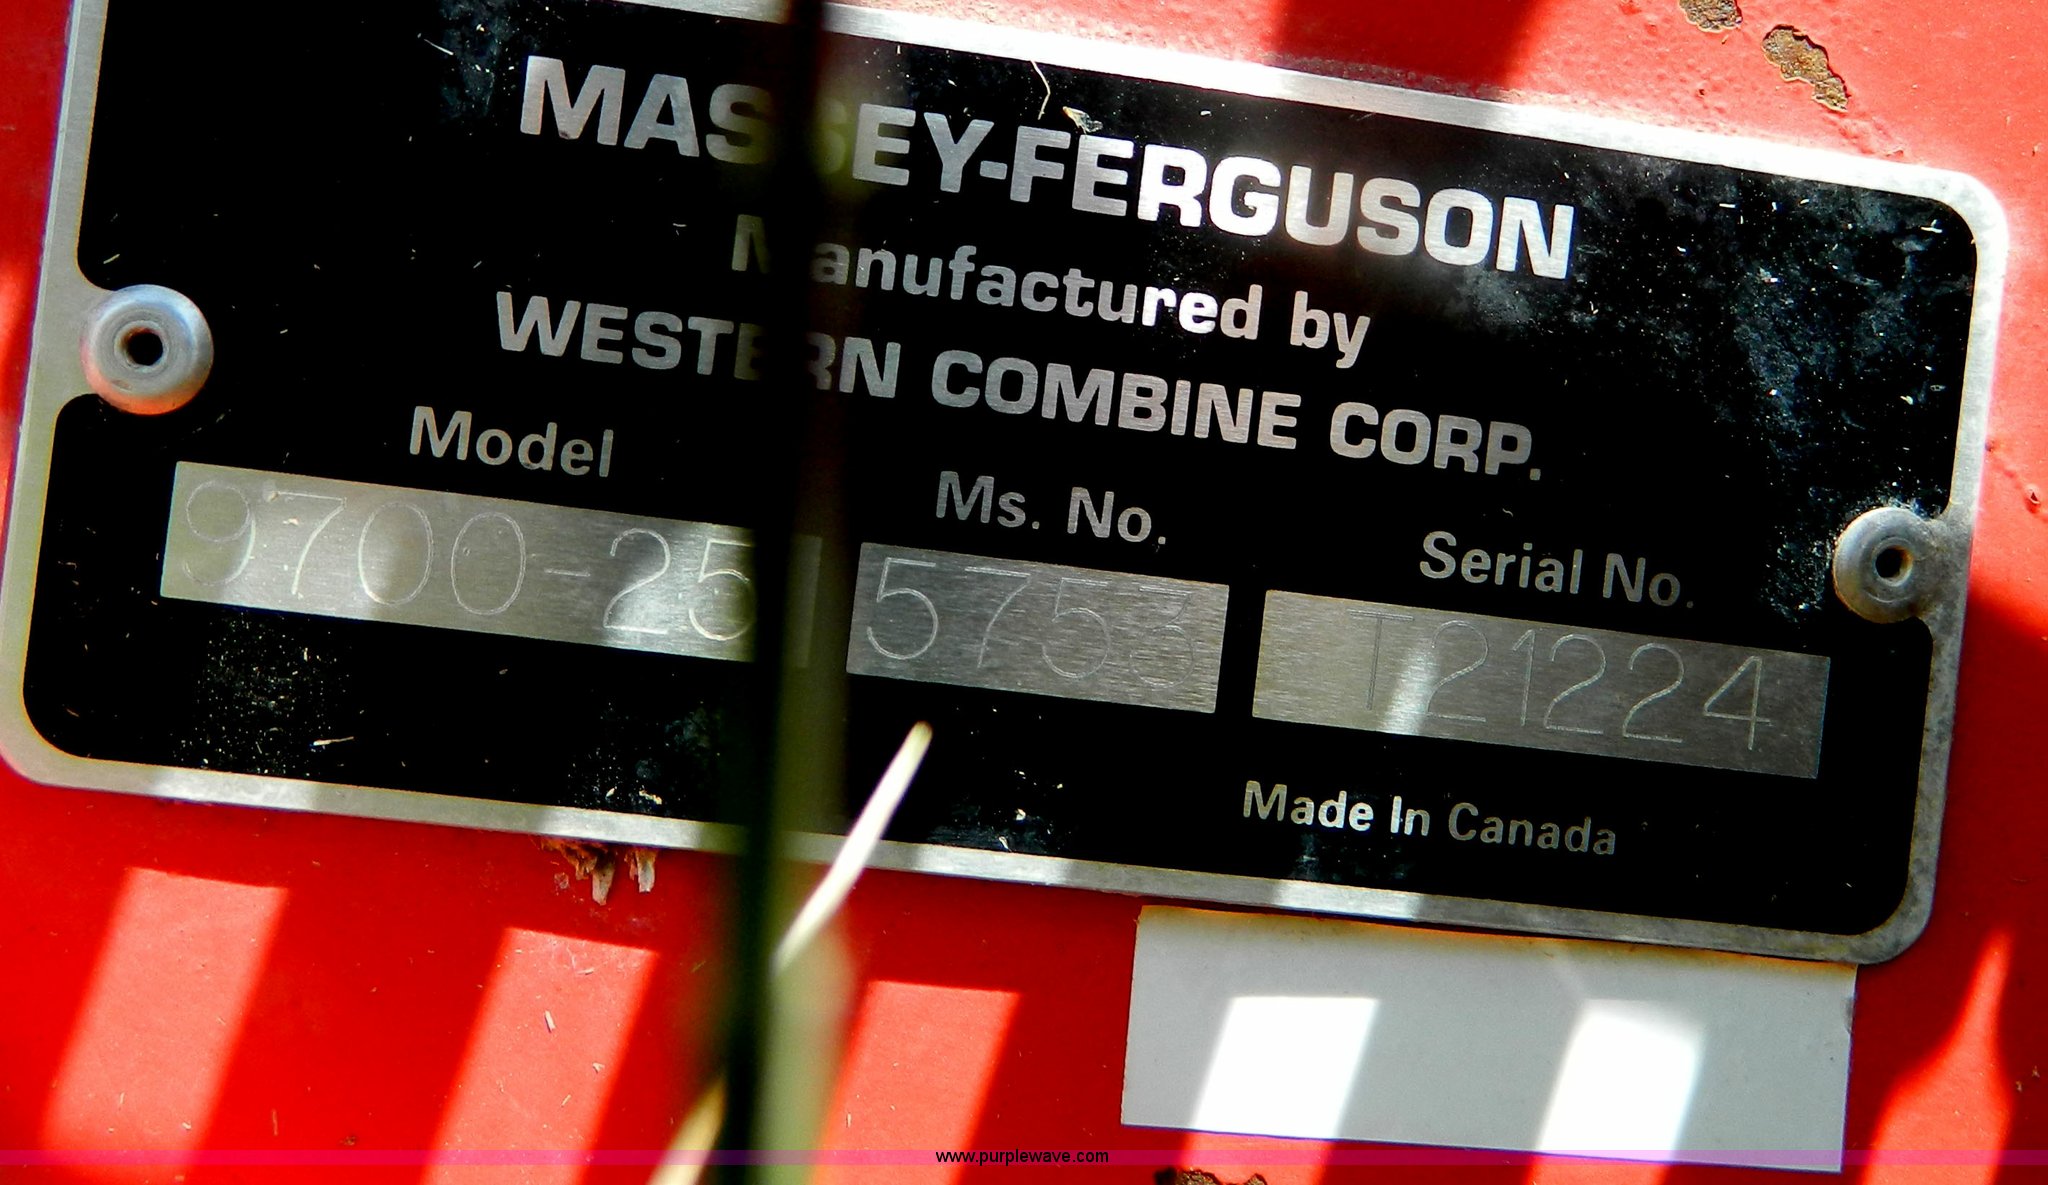 MASSEY-FERGUSON
Manufactured by
WESTERN COMBINE CORP.
Model Ms. No. Serial No.
9700-25 5753 T21224
Made In Canada
www.purplewave.com